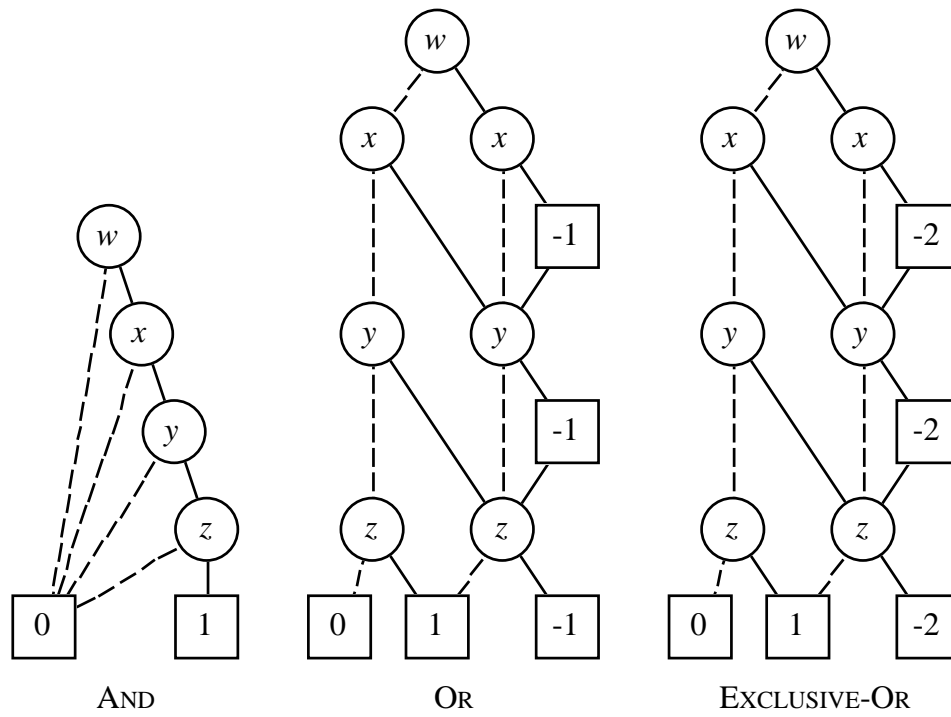 w w
x x x x
w -1 -2
x y y y y
y -1 -2
z z z z z
0 1 0 1 -1 0 1 -2
AND OR EXCLUSIVE-OR